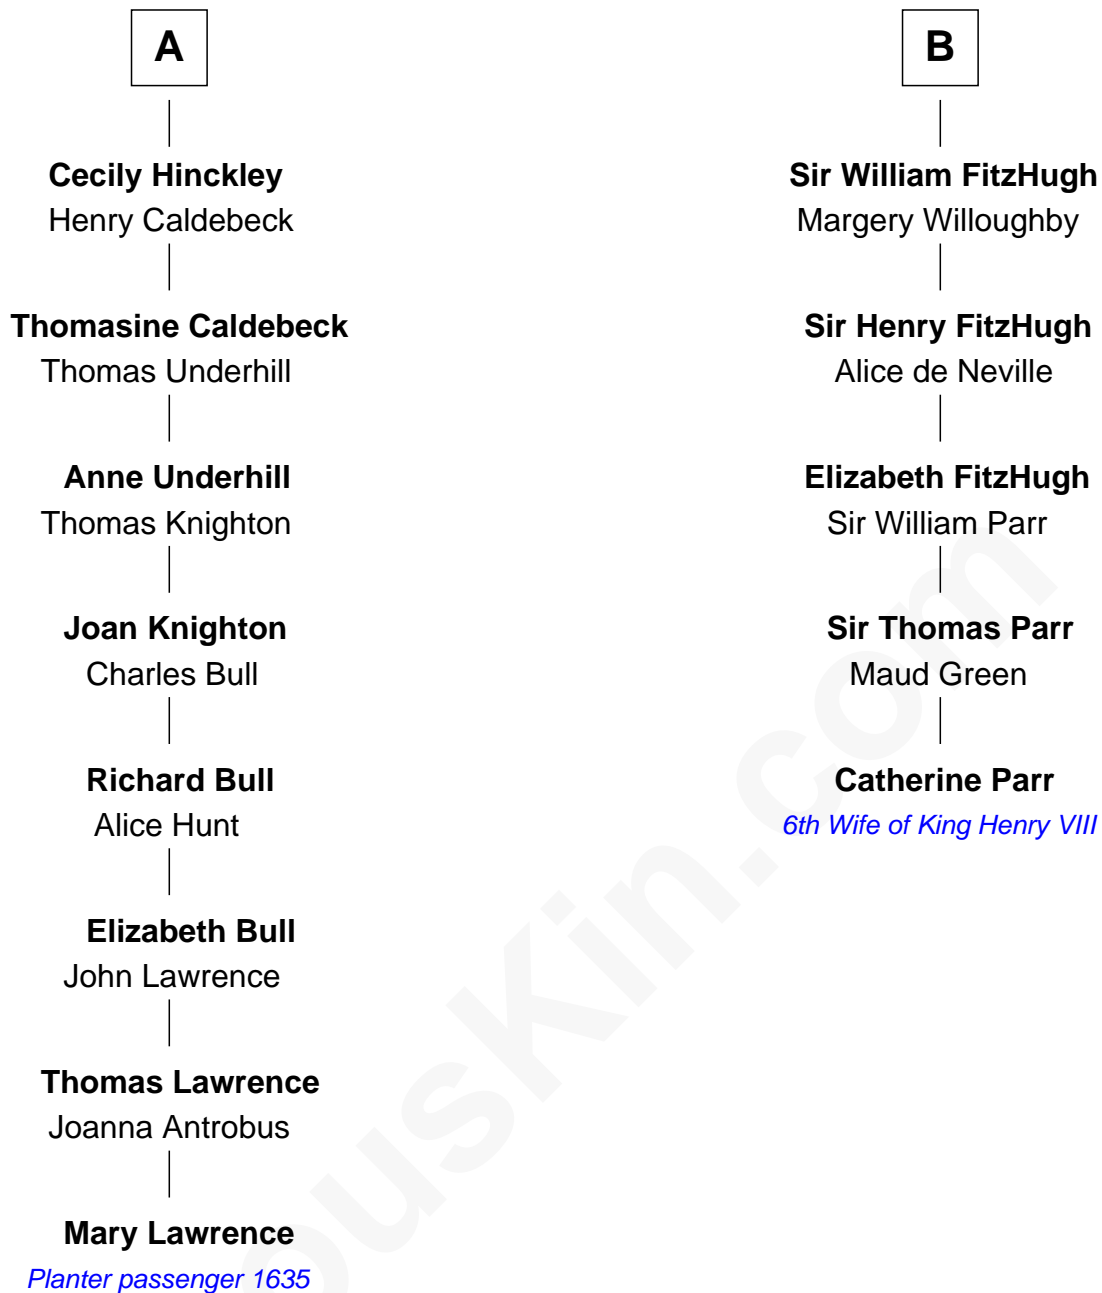 A
Cecily Hinckley
Henry Caldebeck
Thomasine Caldebeck
Thomas Underhill
Anne Underhill
Thomas Knighton
Joan Knighton
Charles Bull
Richard Bull
Alice Hunt
Elizabeth Bull
John Lawrence
Thomas Lawrence
Joanna Antrobus
Mary Lawrence
Planter passenger 1635
B
Sir William FitzHugh
Margery Willoughby
Sir Henry FitzHugh
Alice de Neville
Elizabeth FitzHugh
Sir William Parr
Sir Thomas Parr
Maud Green
Catherine Parr
6th Wife of King Henry VIII
ousKin.com